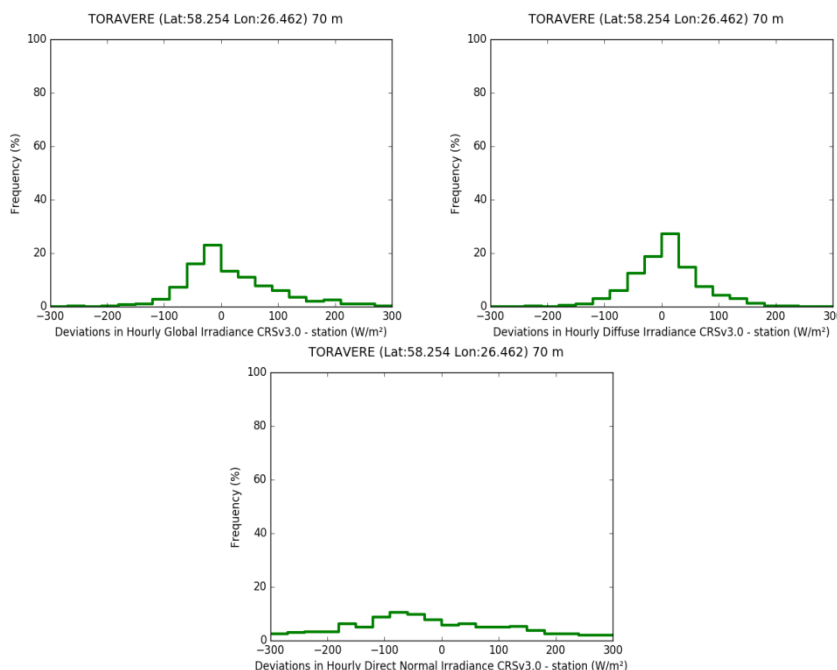 TORAVERE (Lat:58.254 Lon:26.462) 70 m
100
80
60
40
20
0
Frequency (%)
−300 −200 −100 0 100 200 300
Deviations in Hourly Global Irradiance CRSv3.0 - station (W/m²)
TORAVERE (Lat:58.254 Lon:26.462) 70 m
100
80
60
40
20
0
Frequency (%)
−300 −200 −100 0 100 200 300
Deviations in Hourly Diffuse Irradiance CRSv3.0 - station (W/m²)
TORAVERE (Lat:58.254 Lon:26.462) 70 m
100
80
60
40
20
0
Frequency (%)
−300 −200 −100 0 100 200 300
Deviations in Hourly Direct Normal Irradiance CRSv3.0 - station (W/m²)